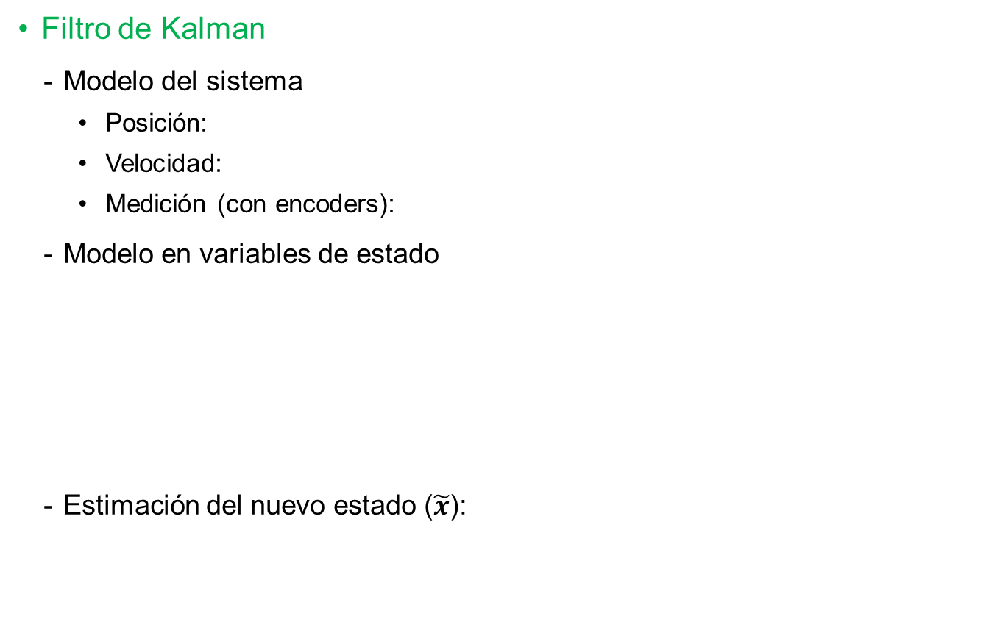 • Filtro de Kalman
- Modelo del sistema
• Posición:
• Velocidad:
• Medición (con encoders):
- Modelo en variables de estado
- Estimación del nuevo estado (x̃):